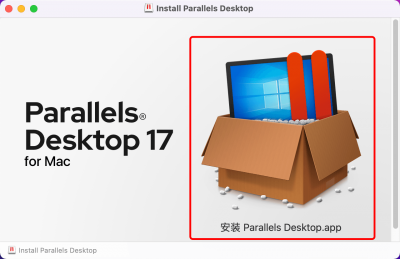 Install Parallels Desktop
Parallels®
Desktop 17
for Mac
安装 Parallels Desktop.app
Install Parallels Desktop